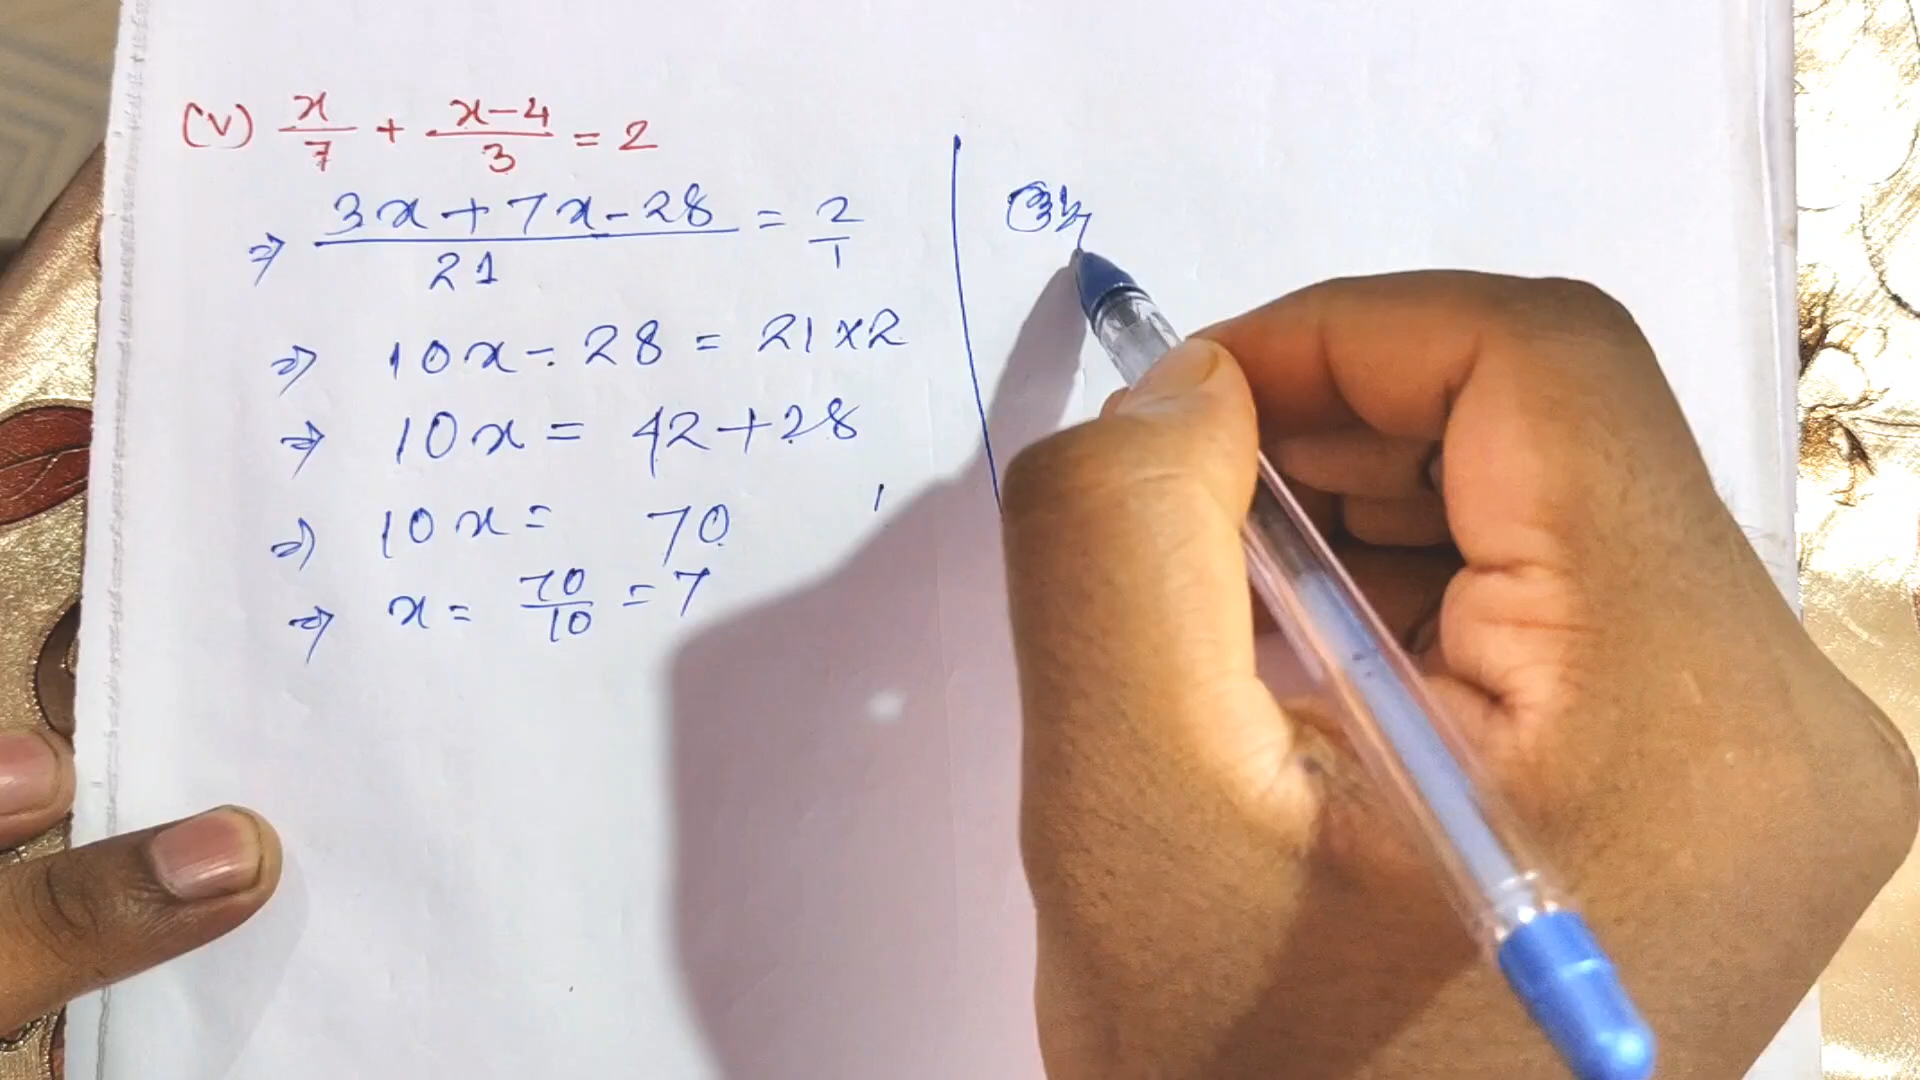 (V) x/7 + x-4/3 = 2
⇒ 3x+7x-28/21 = 2/1
⇒ 10x - 28 = 21×2
⇒ 10x = 42+28
⇒ 10x = 70
⇒ x = 70/10 = 7